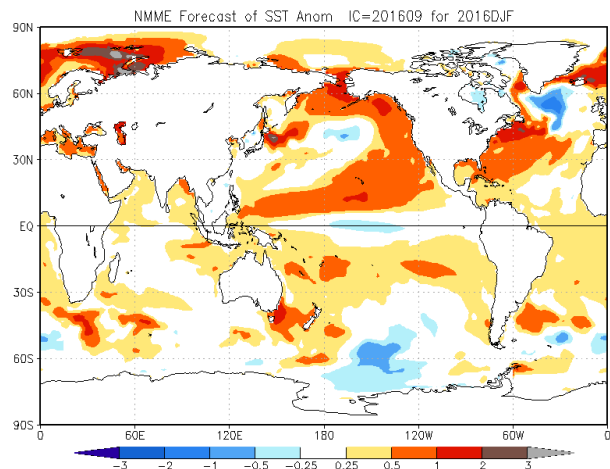 NMME Forecast of SST Anom IC=201609 for 2016DJF
90N
60N
30N
EQ
30S
60S
90S
0 60E 120E 180 120W 60W 0
-3 -2 -1 -0.5 -0.25 0.25 0.5 1 2 3